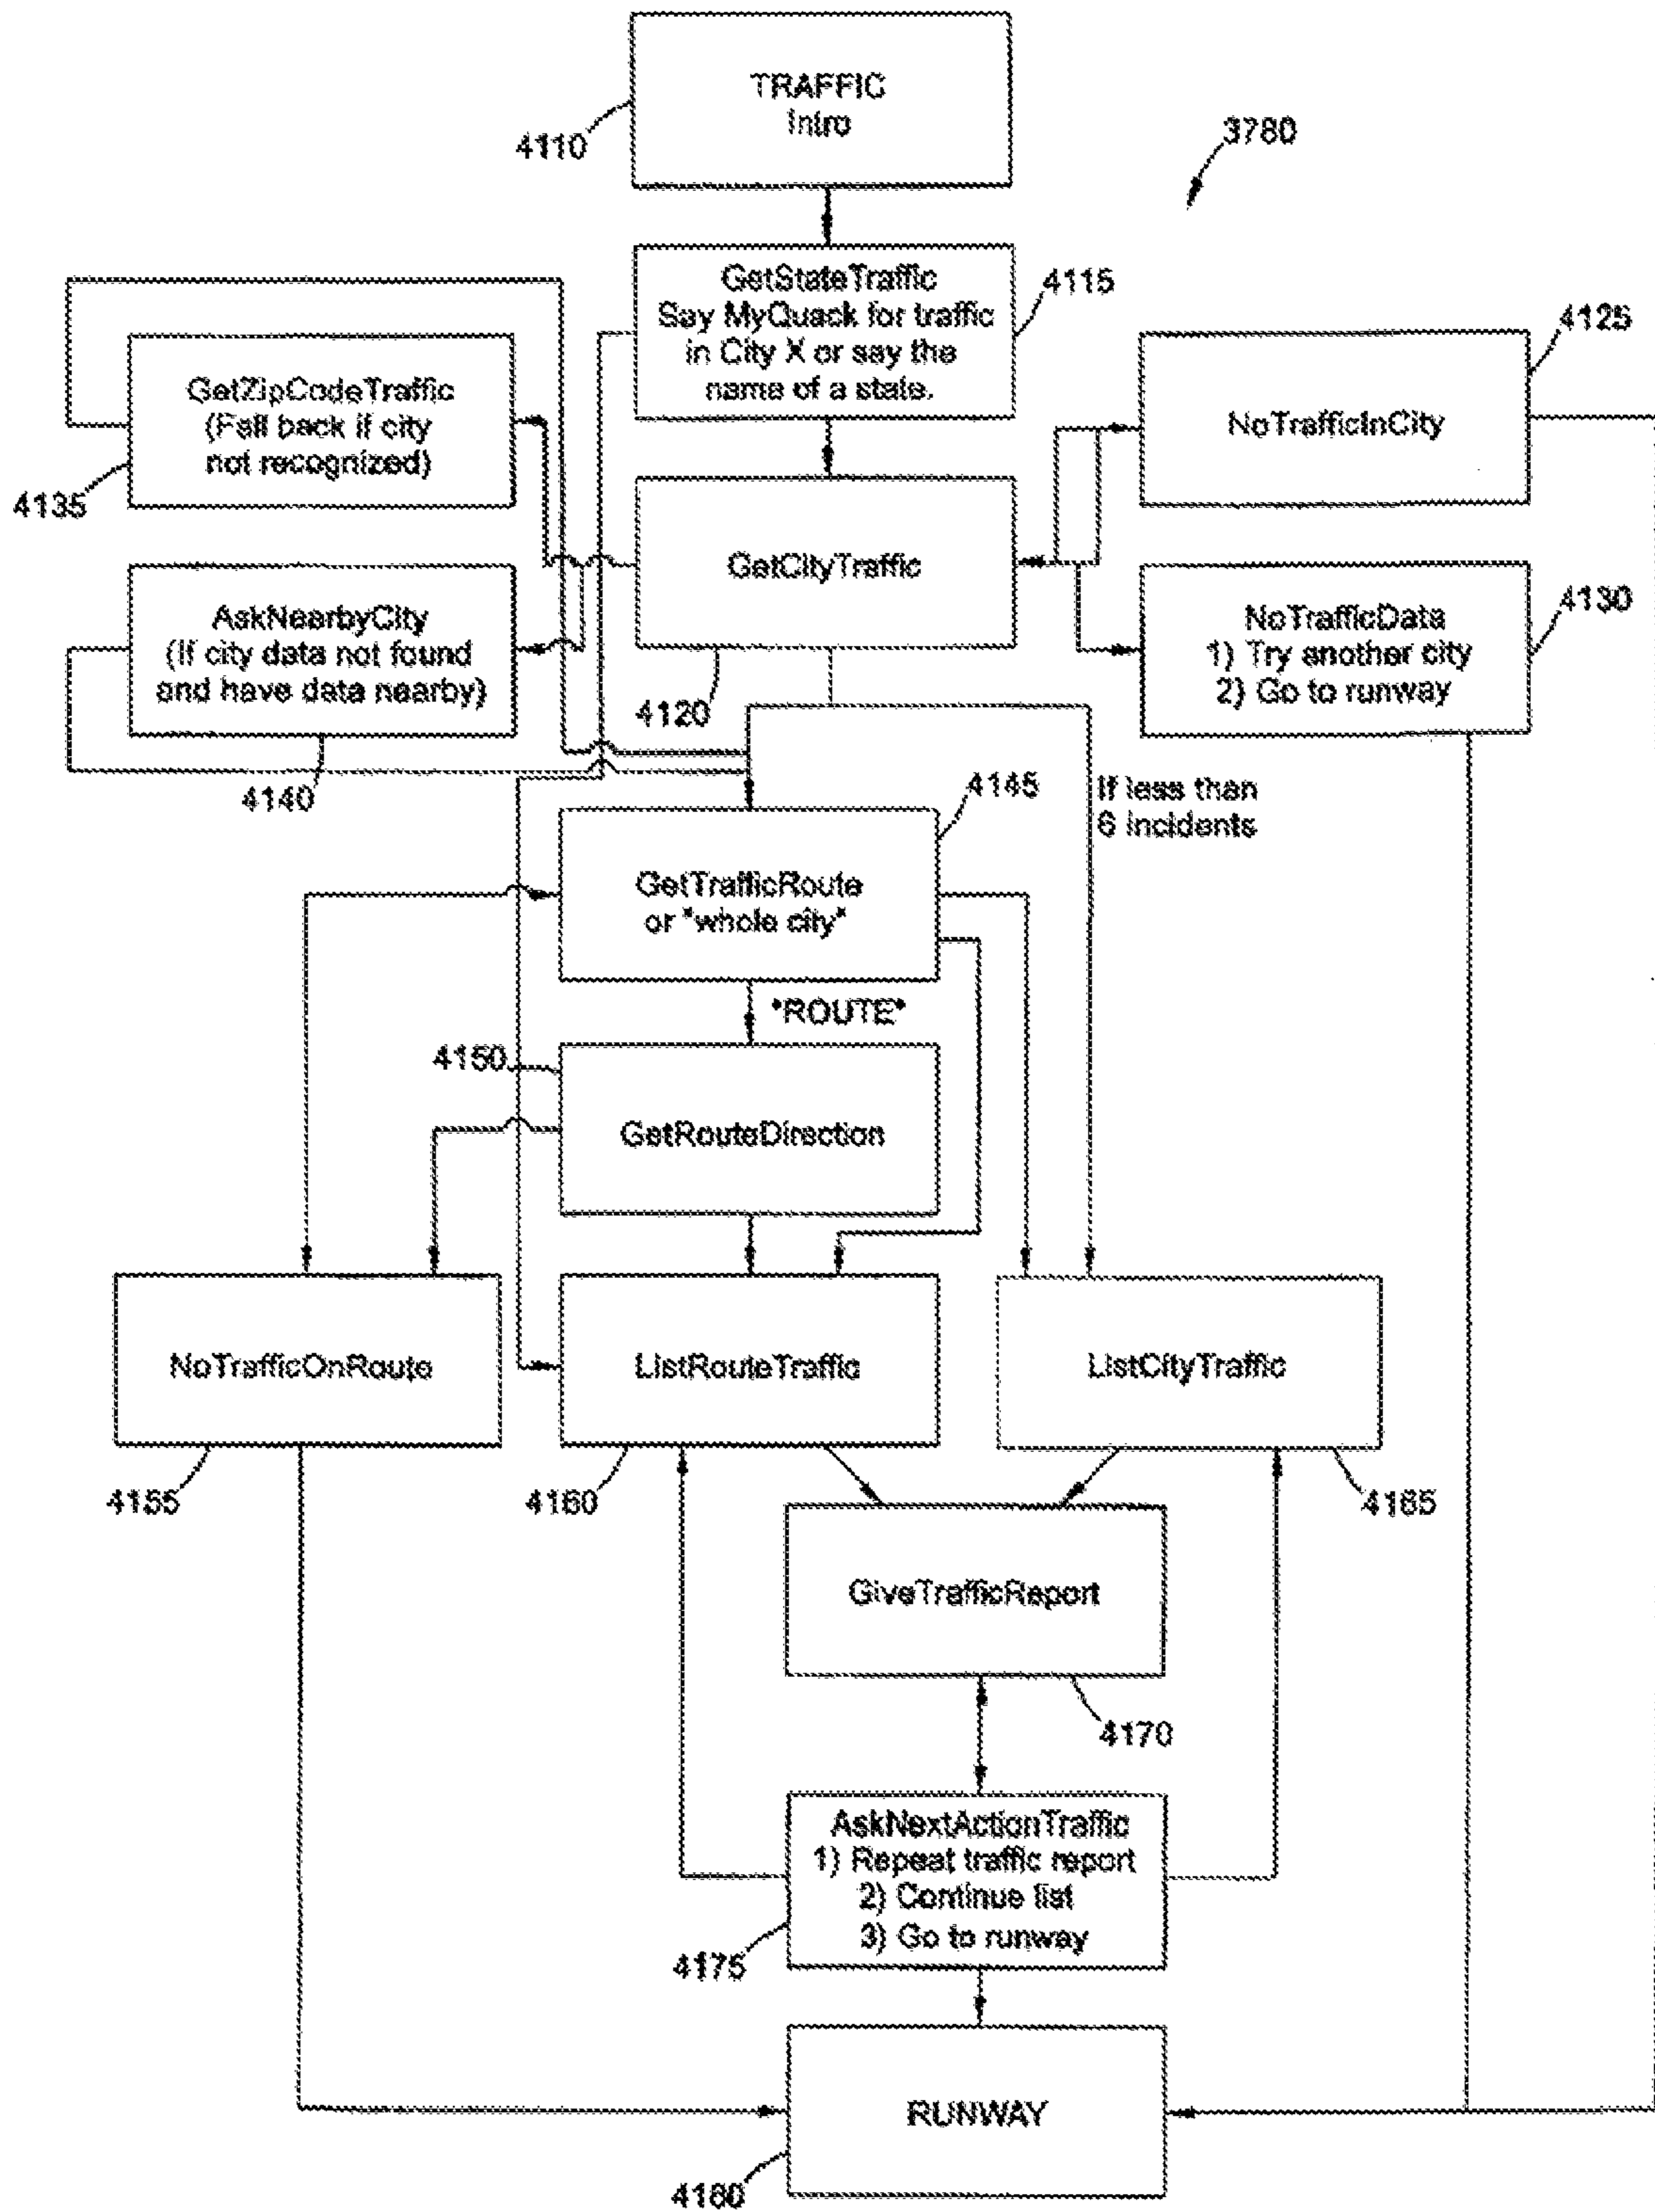 TRAFFIC
Intro
4110
3780
GetStateTraffic
Say MyQuack for traffic
in City X or say the
name of a state.
4115
GetZipCodeTraffic
(Fall back if city
not recognized)
4135
NoTrafficInCity
4125
GetCityTraffic
4120
AskNearbyCity
(If city data not found
and have data nearby)
4140
NoTrafficData
1) Try another city
2) Go to runway
4130
If less than
6 incidents
GetTrafficRoute
or "whole city"
4145
"ROUTE"
4150
GetRouteDirection
NoTrafficOnRoute
4155
ListRouteTraffic
4160
ListCityTraffic
4165
GiveTrafficReport
4170
AskNextActionTraffic
1) Repeat traffic report
2) Continue list
3) Go to runway
4175
RUNWAY
4180